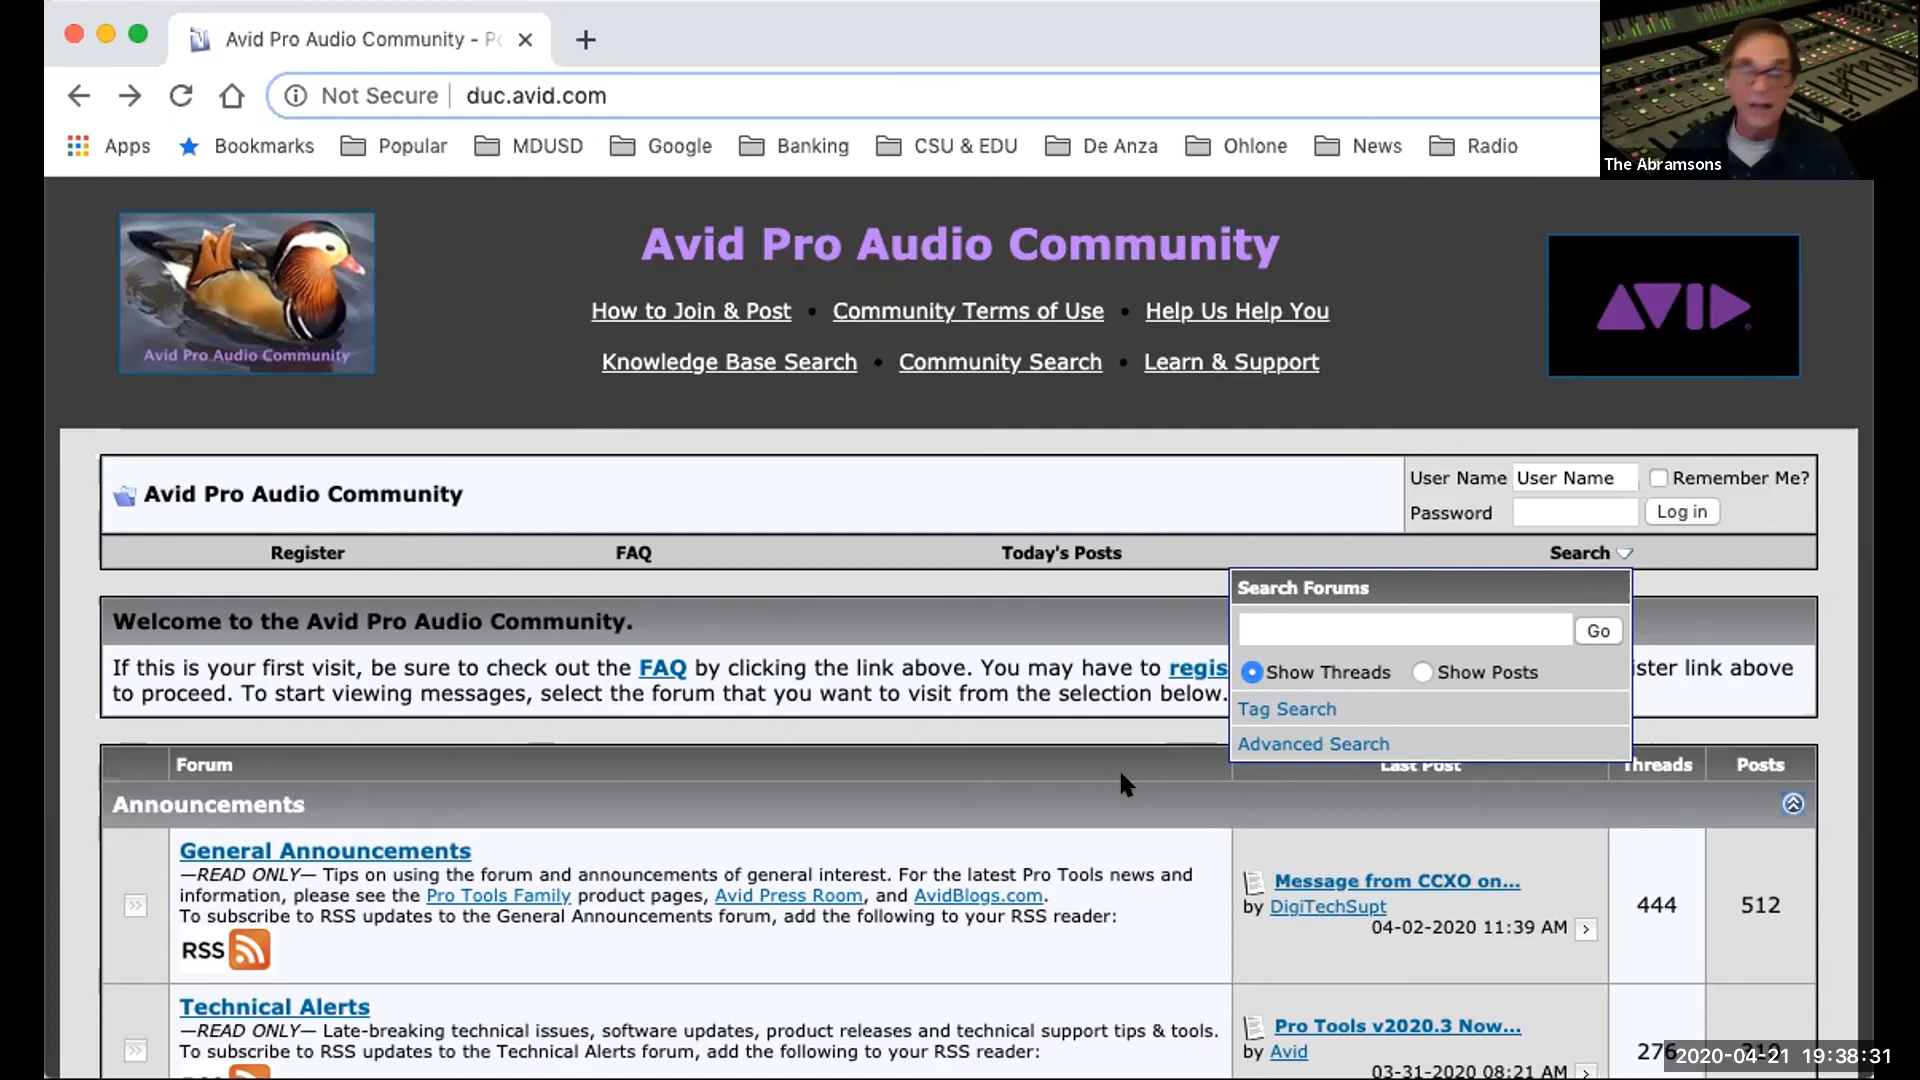 Avid Pro Audio Community - P
Not Secure duc.avid.com
Apps Bookmarks Popular MDUSD Google Banking CSU & EDU De Anza Ohlone News Radio
The Abramsons
Avid Pro Audio Community
Avid Pro Audio Community
AVID
How to Join & Post • Community Terms of Use • Help Us Help You
Knowledge Base Search • Community Search • Learn & Support
Avid Pro Audio Community
User Name User Name Remember Me?
Password Log in
Register FAQ Today's Posts Search
Search Forums
Go
Show Threads Show Posts
Tag Search
Advanced Search
Welcome to the Avid Pro Audio Community.
If this is your first visit, be sure to check out the FAQ by clicking the link above. You may have to regis ister link above
to proceed. To start viewing messages, select the forum that you want to visit from the selection below.
Forum Last Post Threads Posts
Announcements
General Announcements
—READ ONLY— Tips on using the forum and announcements of general interest. For the latest Pro Tools news and
information, please see the Pro Tools Family product pages, Avid Press Room, and AvidBlogs.com.
To subscribe to RSS updates to the General Announcements forum, add the following to your RSS reader:
RSS
Message from CCXO on...
by DigiTechSupt
04-02-2020 11:39 AM
444 512
Technical Alerts
—READ ONLY— Late-breaking technical issues, software updates, product releases and technical support tips & tools.
To subscribe to RSS updates to the Technical Alerts forum, add the following to your RSS reader:
Pro Tools v2020.3 Now...
by Avid
03-31-2020 08:21 AM
276
2020-04-21 19:38:31